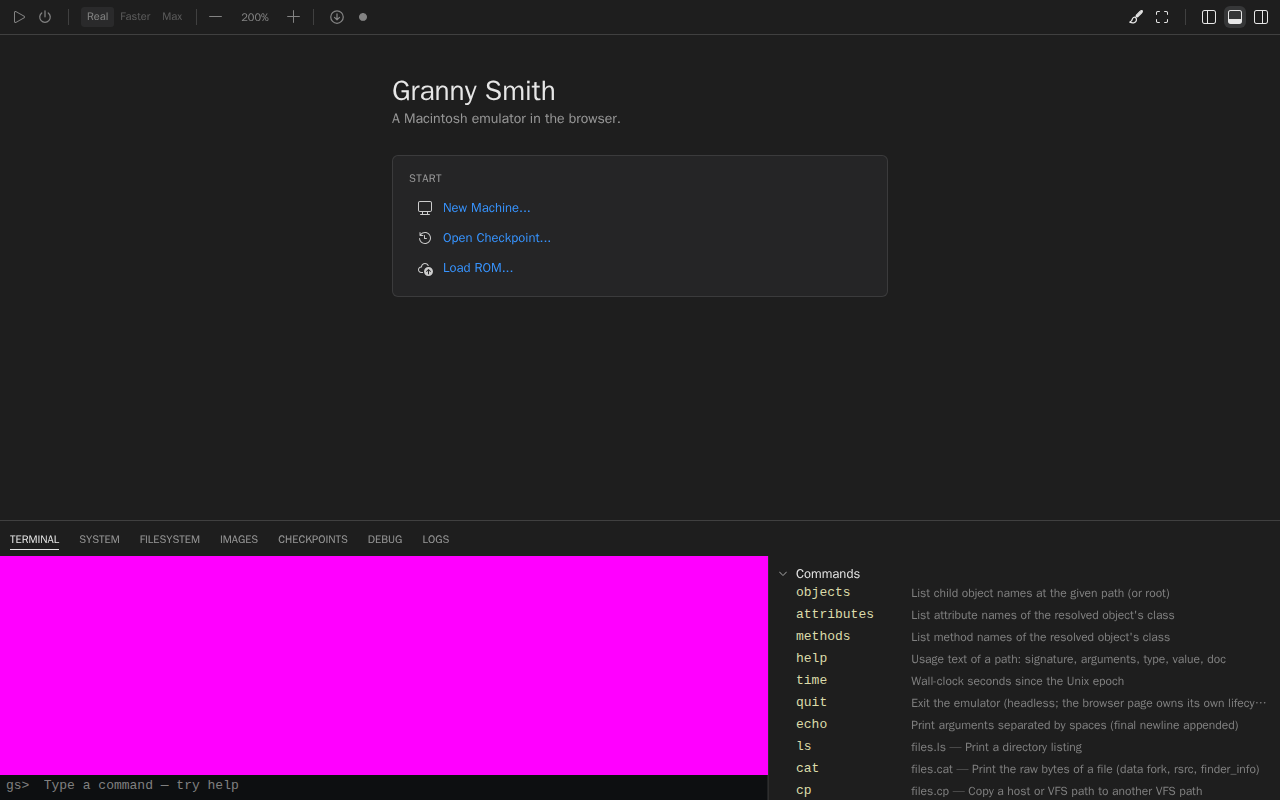 Real Faster Max 200%
Granny Smith
A Macintosh emulator in the browser.
START
New Machine...
Open Checkpoint...
Load ROM...
TERMINAL SYSTEM FILESYSTEM IMAGES CHECKPOINTS DEBUG LOGS
Commands
objects List child object names at the given path (or root)
attributes List attribute names of the resolved object's class
methods List method names of the resolved object's class
help Usage text of a path: signature, arguments, type, value, doc
time Wall-clock seconds since the Unix epoch
quit Exit the emulator (headless; the browser page owns its own lifecy…
echo Print arguments separated by spaces (final newline appended)
ls files.ls — Print a directory listing
cat files.cat — Print the raw bytes of a file (data fork, rsrc, finder_info)
cp files.cp — Copy a host or VFS path to another VFS path
gs> Type a command — try help